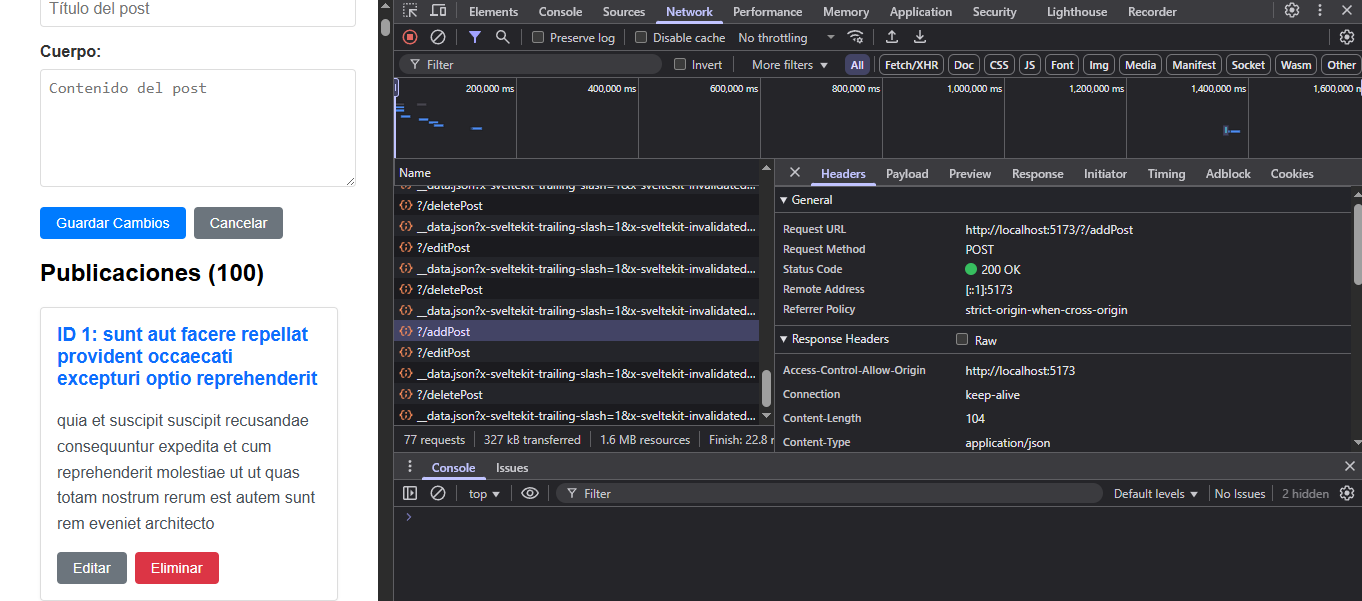 Título del post
Cuerpo:
Contenido del post
Guardar Cambios
Cancelar
Publicaciones (100)
ID 1: sunt aut facere repellat
provident occaecati
excepturi optio reprehenderit
quia et suscipit suscipit recusandae
consequuntur expedita et cum
reprehenderit molestiae ut ut quas
totam nostrum rerum est autem sunt
rem eveniet architecto
Editar
Eliminar
Elements Console Sources Network Performance Memory Application Security Lighthouse Recorder
Preserve log Disable cache No throttling
Filter Invert More filters All Fetch/XHR Doc CSS JS Font Img Media Manifest Socket Wasm Other
200,000 ms 400,000 ms 600,000 ms 800,000 ms 1,000,000 ms 1,200,000 ms 1,400,000 ms 1,600,000 m
Name
__data.json?x-sveltekit-trailing-slash=1&x-sveltekit-invalidated...
?/deletePost
__data.json?x-sveltekit-trailing-slash=1&x-sveltekit-invalidated...
?/editPost
__data.json?x-sveltekit-trailing-slash=1&x-sveltekit-invalidated...
?/deletePost
__data.json?x-sveltekit-trailing-slash=1&x-sveltekit-invalidated...
?/addPost
?/editPost
__data.json?x-sveltekit-trailing-slash=1&x-sveltekit-invalidated...
?/deletePost
__data.json?x-sveltekit-trailing-slash=1&x-sveltekit-invalidated...
77 requests 327 kB transferred 1.6 MB resources Finish: 22.8 r
Headers Payload Preview Response Initiator Timing Adblock Cookies
General
Request URL http://localhost:5173/?/addPost
Request Method POST
Status Code 200 OK
Remote Address [::1]:5173
Referrer Policy strict-origin-when-cross-origin
Response Headers Raw
Access-Control-Allow-Origin http://localhost:5173
Connection keep-alive
Content-Length 104
Content-Type application/json
Console Issues
top Filter Default levels No Issues 2 hidden